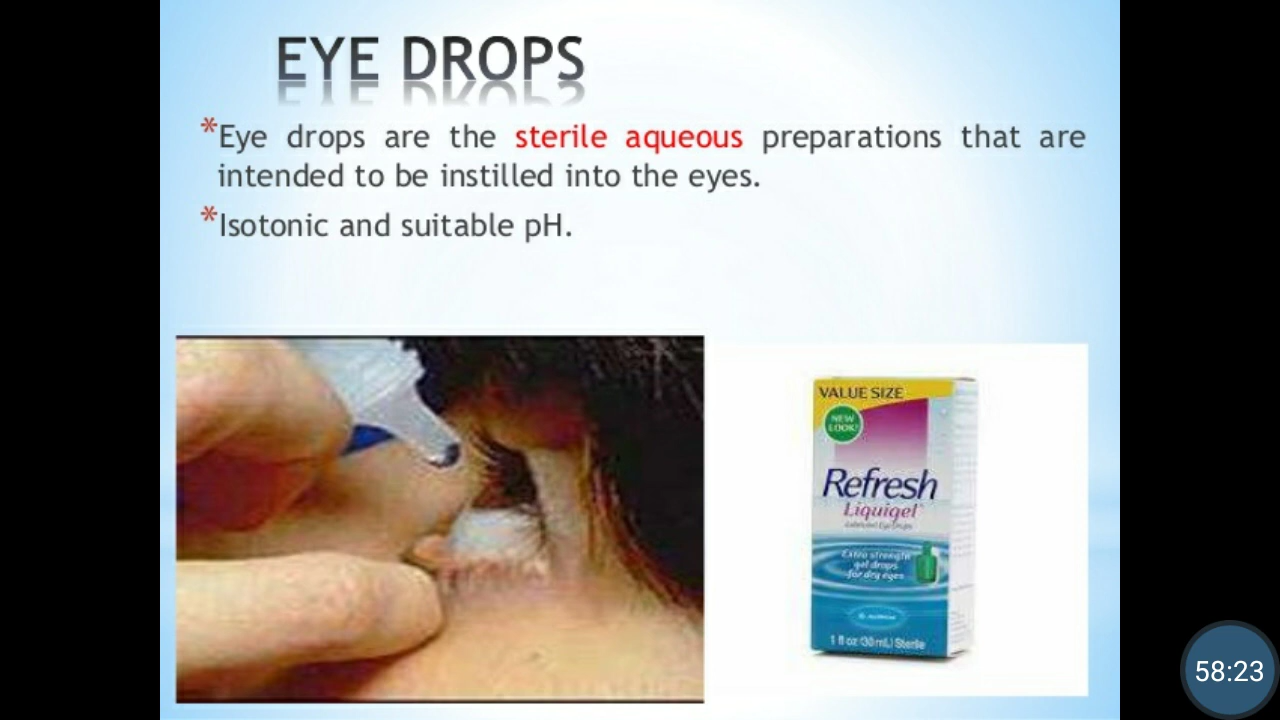 EYE DROPS
*Eye drops are the sterile aqueous preparations that are
intended to be instilled into the eyes.
*Isotonic and suitable pH.
VALUE SIZE
NEW
LOOK!
Refresh
Liquigel
Lubricant Eye Drops
Extra strength
gel drops
for dry eyes
1 fl oz (30 mL) Sterile
58:23